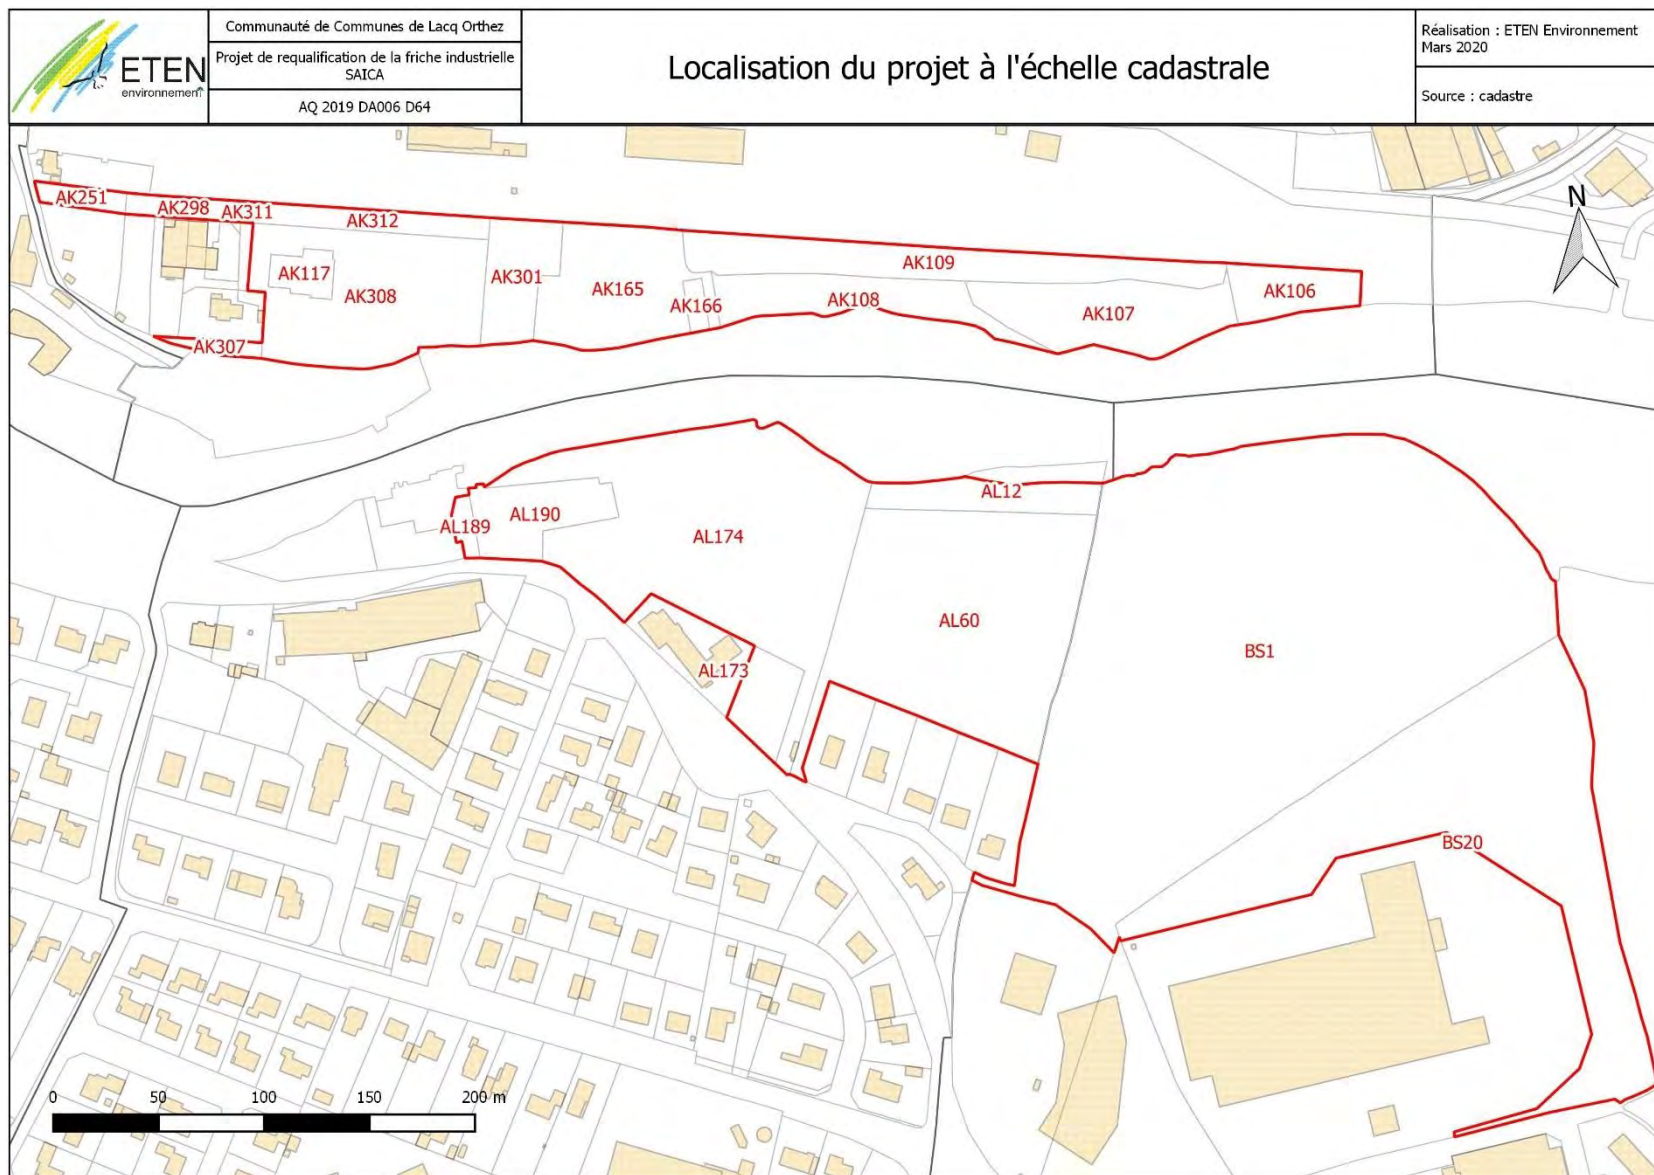 ETEN
environnement
Communauté de Communes de Lacq Orthez
Projet de requalification de la friche industrielle
SAICA
AQ 2019 DA006 D64
Localisation du projet à l'échelle cadastrale
Réalisation : ETEN Environnement
Mars 2020
Source : cadastre
N
AK251
AK298
AK311
AK312
AK117
AK308
AK301
AK165
AK166
AK109
AK108
AK107
AK106
AK307
AL189
AL190
AL174
AL12
AL60
AL173
BS1
BS20
0 50 100 150 200 m